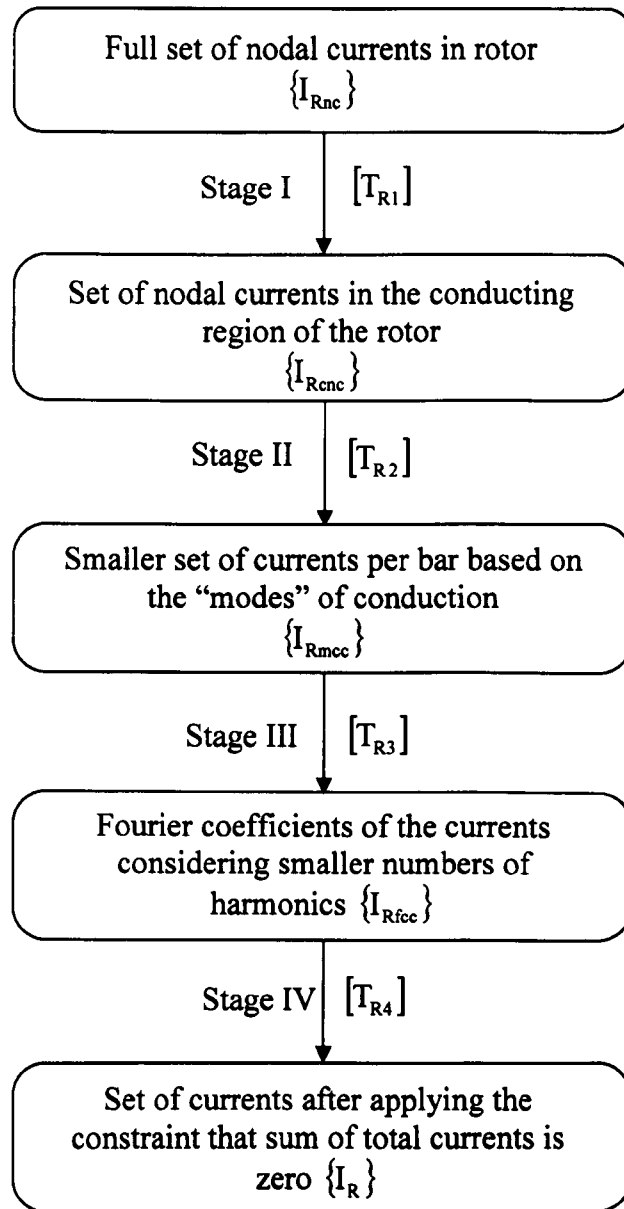 Full set of nodal currents in rotor
{I_Rnc}
Stage I [T_R1]
Set of nodal currents in the conducting
region of the rotor
{I_Rcnc}
Stage II [T_R2]
Smaller set of currents per bar based on
the “modes” of conduction
{I_Rmcc}
Stage III [T_R3]
Fourier coefficients of the currents
considering smaller numbers of
harmonics {I_Rfcc}
Stage IV [T_R4]
Set of currents after applying the
constraint that sum of total currents is
zero {I_R}